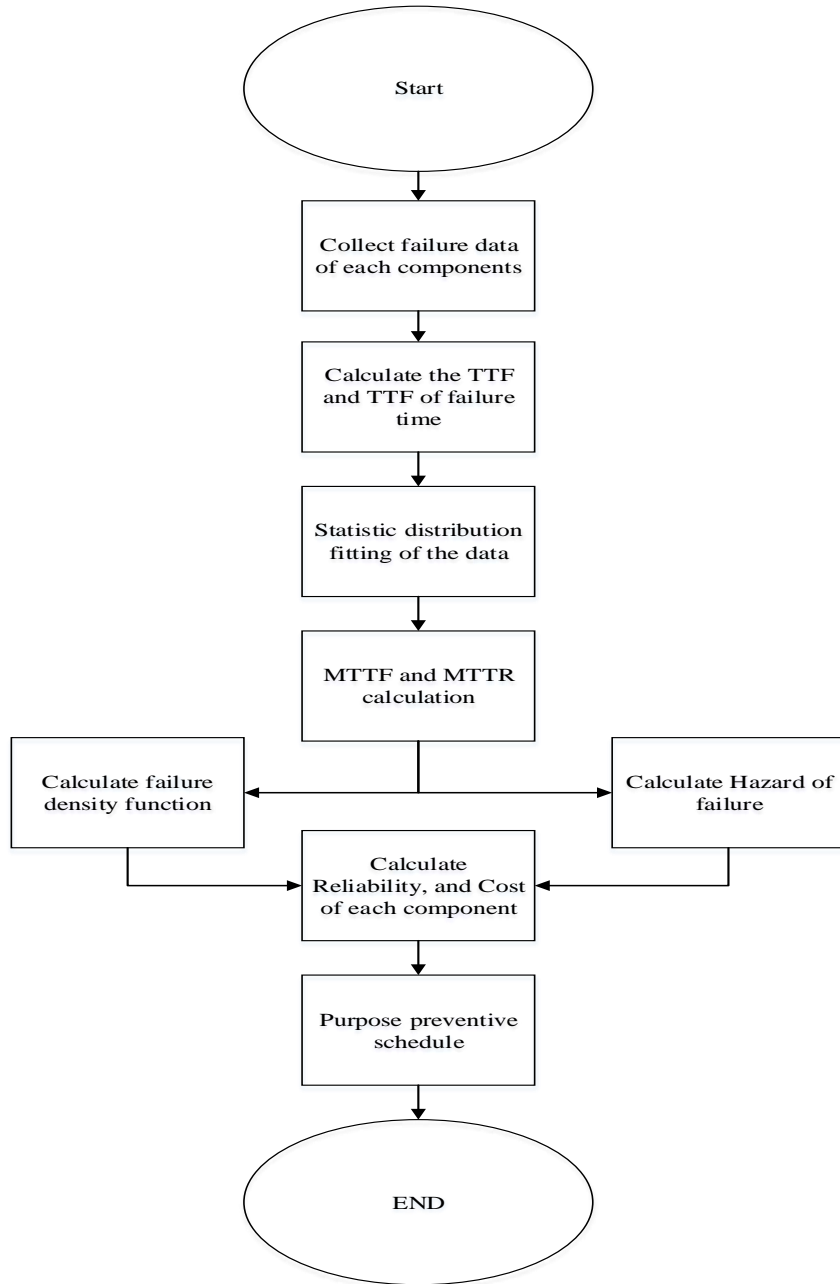 Start
Collect failure data
of each components
Calculate the TTF
and TTF of failure
time
Statistic distribution
fitting of the data
MTTF and MTTR
calculation
Calculate failure
density function
Calculate Hazard of
failure
Calculate
Reliability, and Cost
of each component
Purpose preventive
schedule
END